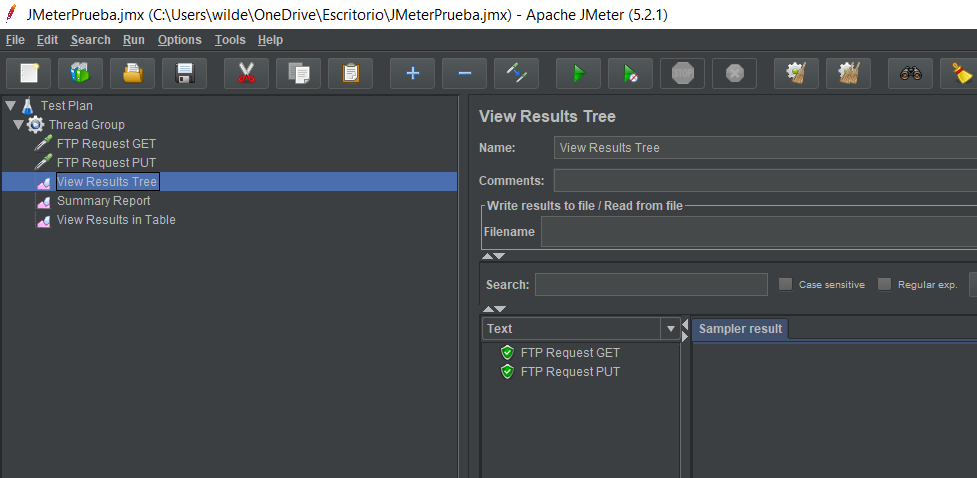 JMeterPrueba.jmx (C:\Users\wilde\OneDrive\Escritorio\JMeterPrueba.jmx) - Apache JMeter (5.2.1)
File Edit Search Run Options Tools Help
STOP
Test Plan
Thread Group
FTP Request GET
FTP Request PUT
View Results Tree
Summary Report
View Results in Table
View Results Tree
Name: View Results Tree
Comments:
Write results to file / Read from file
Filename
Search: Case sensitive Regular exp.
Text
FTP Request GET
FTP Request PUT
Sampler result